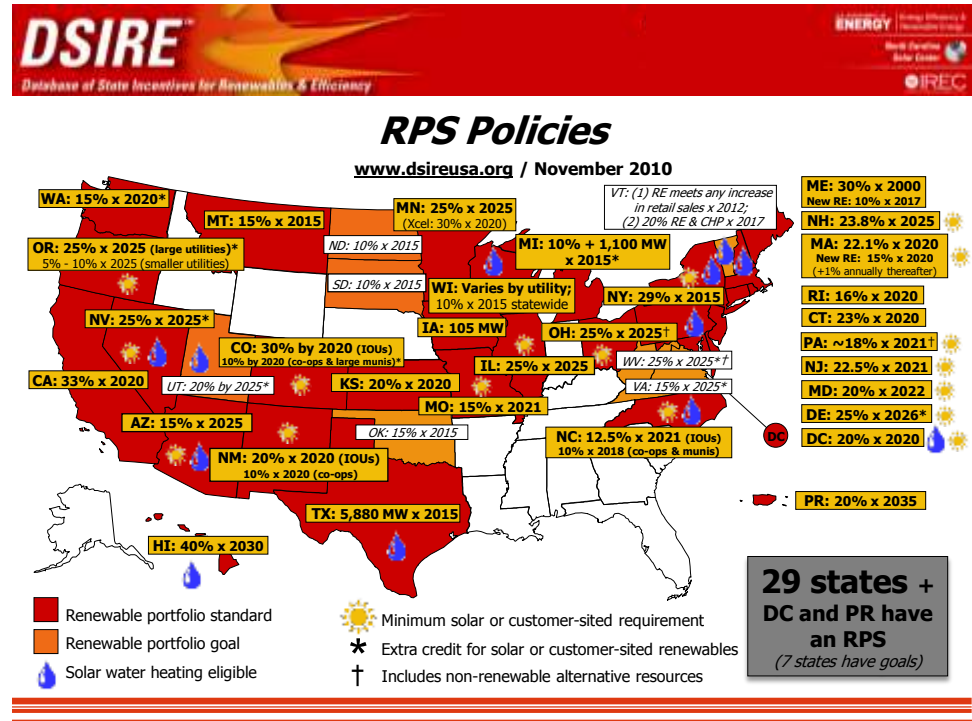 DSIRE™
Database of State Incentives for Renewables & Efficiency
ENERGY
Energy Efficiency &
Renewable Energy
North Carolina
Solar Center
IREC
RPS Policies
www.dsireusa.org / November 2010
WA: 15% x 2020*
MT: 15% x 2015
MN: 25% x 2025
(Xcel: 30% x 2020)
VT: (1) RE meets any increase
in retail sales x 2012;
(2) 20% RE & CHP x 2017
ME: 30% x 2000
New RE: 10% x 2017
NH: 23.8% x 2025
OR: 25% x 2025 (large utilities)*
5% - 10% x 2025 (smaller utilities)
ND: 10% x 2015
MI: 10% + 1,100 MW
x 2015*
MA: 22.1% x 2020
New RE: 15% x 2020
(+1% annually thereafter)
SD: 10% x 2015
WI: Varies by utility;
10% x 2015 statewide
NY: 29% x 2015
RI: 16% x 2020
CT: 23% x 2020
NV: 25% x 2025*
IA: 105 MW
OH: 25% x 2025†
PA: ~18% x 2021†
CO: 30% by 2020 (IOUs)
10% by 2020 (co-ops & large munis)*
IL: 25% x 2025
WV: 25% x 2025*†
NJ: 22.5% x 2021
CA: 33% x 2020
UT: 20% by 2025*
KS: 20% x 2020
VA: 15% x 2025*
MD: 20% x 2022
MO: 15% x 2021
DE: 25% x 2026*
AZ: 15% x 2025
OK: 15% x 2015
NC: 12.5% x 2021 (IOUs)
10% x 2018 (co-ops & munis)
DC
DC: 20% x 2020
NM: 20% x 2020 (IOUs)
10% x 2020 (co-ops)
TX: 5,880 MW x 2015
PR: 20% x 2035
HI: 40% x 2030
29 states +
DC and PR have
an RPS
(7 states have goals)
Renewable portfolio standard
Renewable portfolio goal
Solar water heating eligible
Minimum solar or customer-sited requirement
* Extra credit for solar or customer-sited renewables
† Includes non-renewable alternative resources